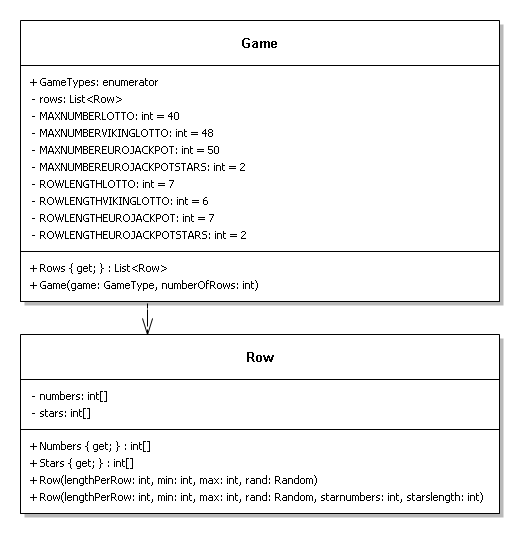 Game
+ GameTypes: enumerator
- rows: List<Row>
- MAXNUMBERLOTTO: int = 40
- MAXNUMBERVIKINGLOTTO: int = 48
- MAXNUMBEREUROJACKPOT: int = 50
- MAXNUMBEREUROJACKPOTSTARS: int = 2
- ROWLENGTHLOTTO: int = 7
- ROWLENGTHVIKINGLOTTO: int = 6
- ROWLENGTHEUROJACKPOT: int = 7
- ROWLENGTHEUROJACKPOTSTARS: int = 2
+ Rows { get; } : List<Row>
+ Game(game: GameType, numberOfRows: int)
Row
- numbers: int[]
- stars: int[]
+ Numbers { get; } : int[]
+ Stars { get; } : int[]
+ Row(lengthPerRow: int, min: int, max: int, rand: Random)
+ Row(lengthPerRow: int, min: int, max: int, rand: Random, starnumbers: int, starslength: int)